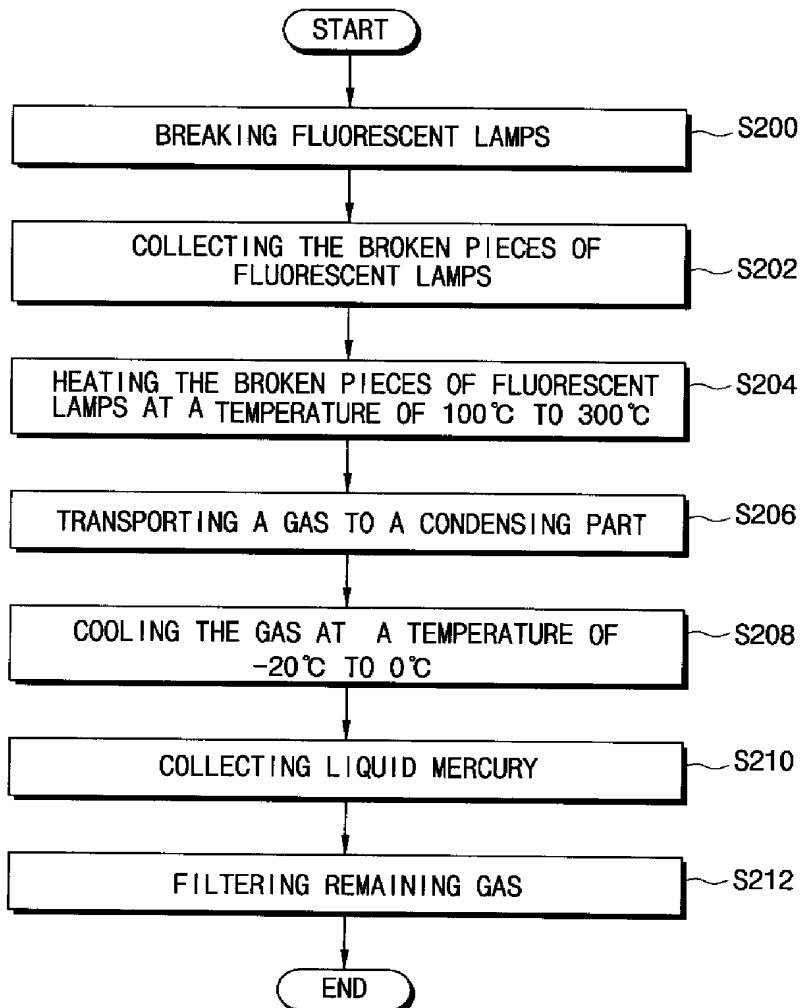 START
BREAKING FLUORESCENT LAMPS
S200
COLLECTING THE BROKEN PIECES OF
FLUORESCENT LAMPS
S202
HEATING THE BROKEN PIECES OF FLUORESCENT
LAMPS AT A TEMPERATURE OF 100℃ TO 300℃
S204
TRANSPORTING A GAS TO A CONDENSING PART
S206
COOLING THE GAS AT A TEMPERATURE OF
-20℃ TO 0℃
S208
COLLECTING LIQUID MERCURY
S210
FILTERING REMAINING GAS
S212
END